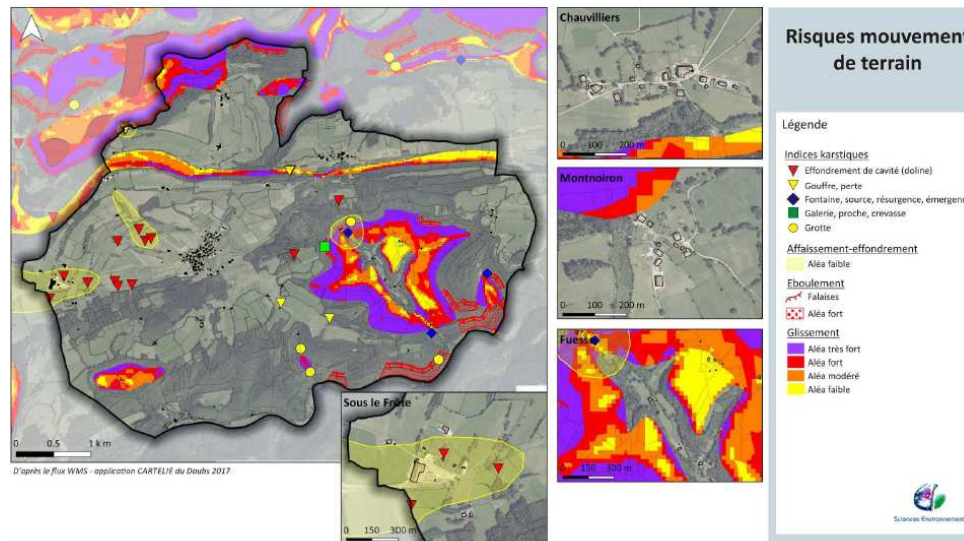 Chauvilliers
0 100 200 m
Montnoiron
0 100 200 m
Fuesse
0 150 300 m
Sous le Frête
0 150 300 m
0 0.5 1 km
D'après le flux WMS - application CARTELIE du Doubs 2017
Risques mouvement
de terrain
Légende
Indices karstiques
Effondrement de cavité (doline)
Gouffre, perte
Fontaine, source, résurgence, émergenc
Galerie, proche, crevasse
Grotte
Affaissement-effondrement
Aléa faible
Eboulement
Falaises
Aléa fort
Glissement
Aléa très fort
Aléa fort
Aléa modéré
Aléa faible
Sciences Environnement